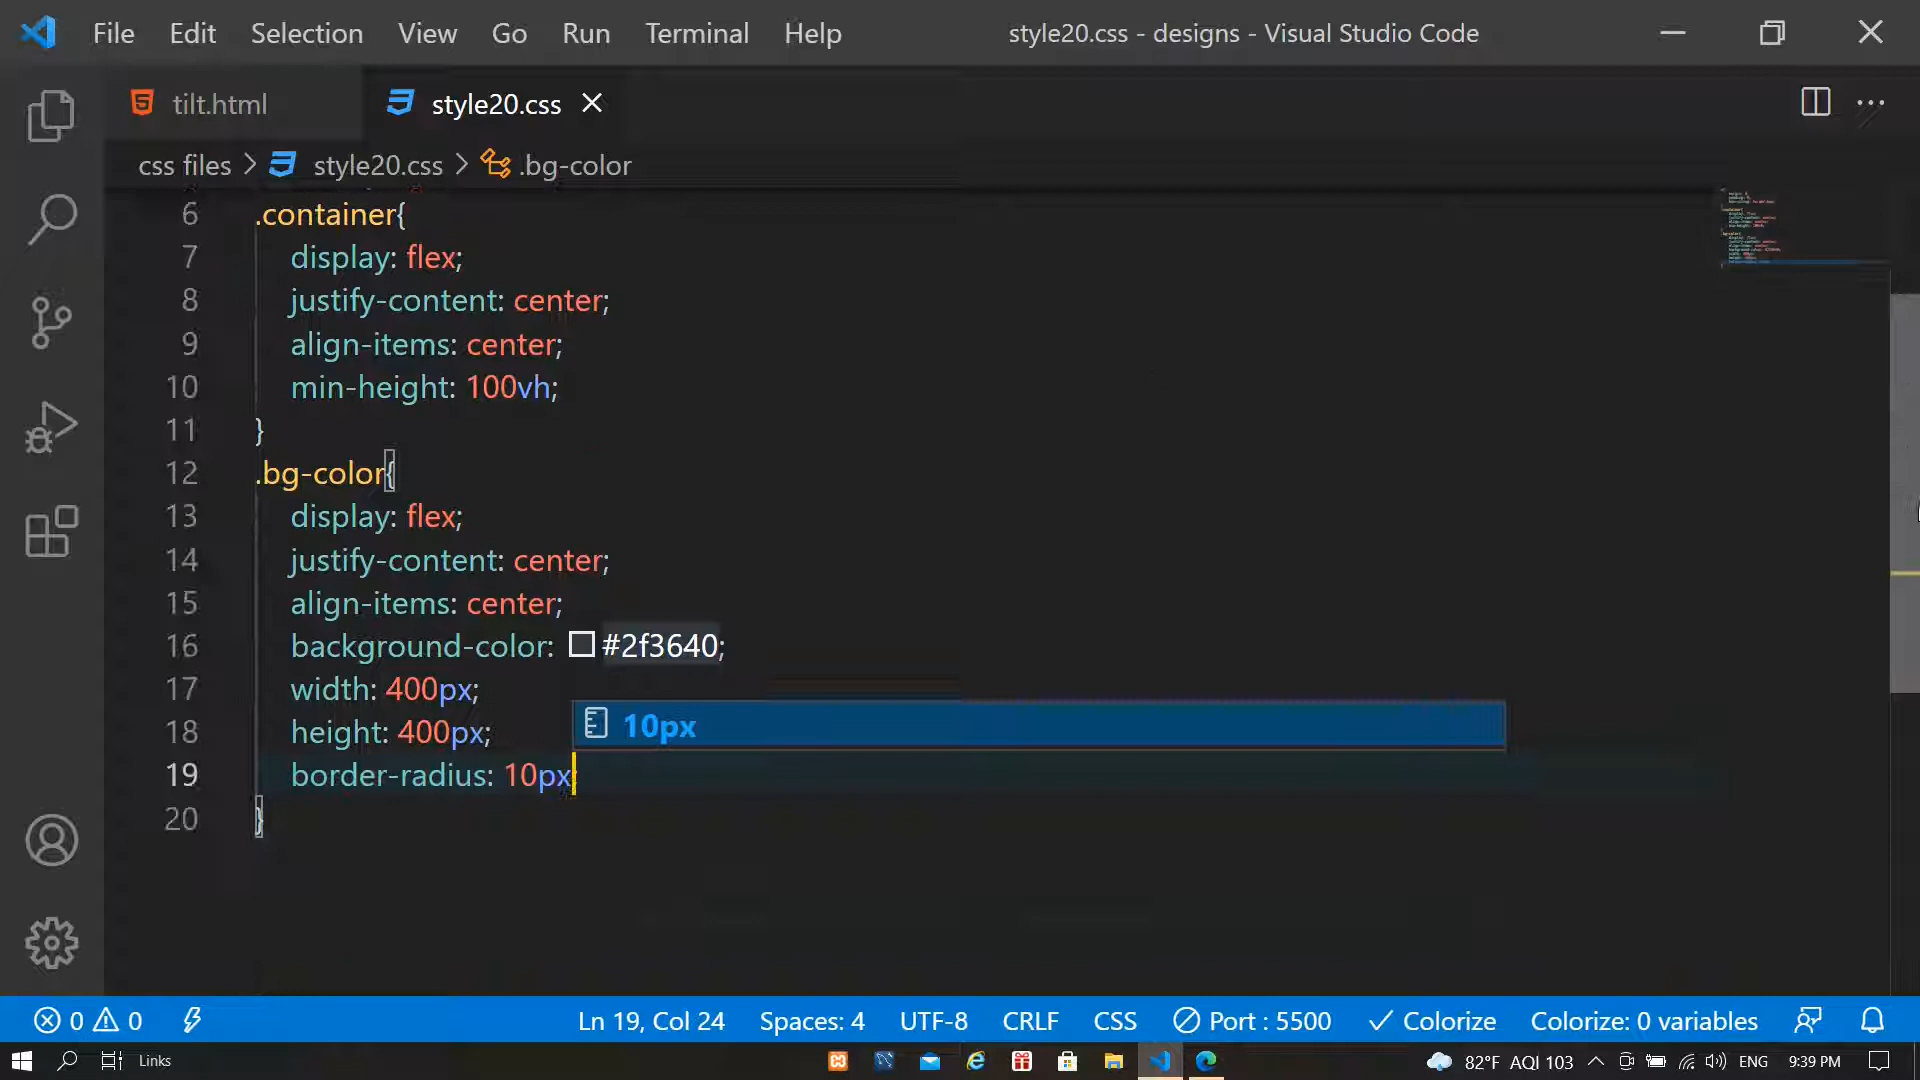 File Edit Selection View Go Run Terminal Help style20.css - designs - Visual Studio Code
tilt.html style20.css
css files > style20.css > .bg-color
6 .container{
7 display: flex;
8 justify-content: center;
9 align-items: center;
10 min-height: 100vh;
11 }
12 .bg-color{
13 display: flex;
14 justify-content: center;
15 align-items: center;
16 background-color: #2f3640;
17 width: 400px;
10px
18 height: 400px;
19 border-radius: 10px;
20 }
0 0 Ln 19, Col 24 Spaces: 4 UTF-8 CRLF CSS Port : 5500 Colorize Colorize: 0 variables
Links 82°F AQI 103 ENG 9:39 PM